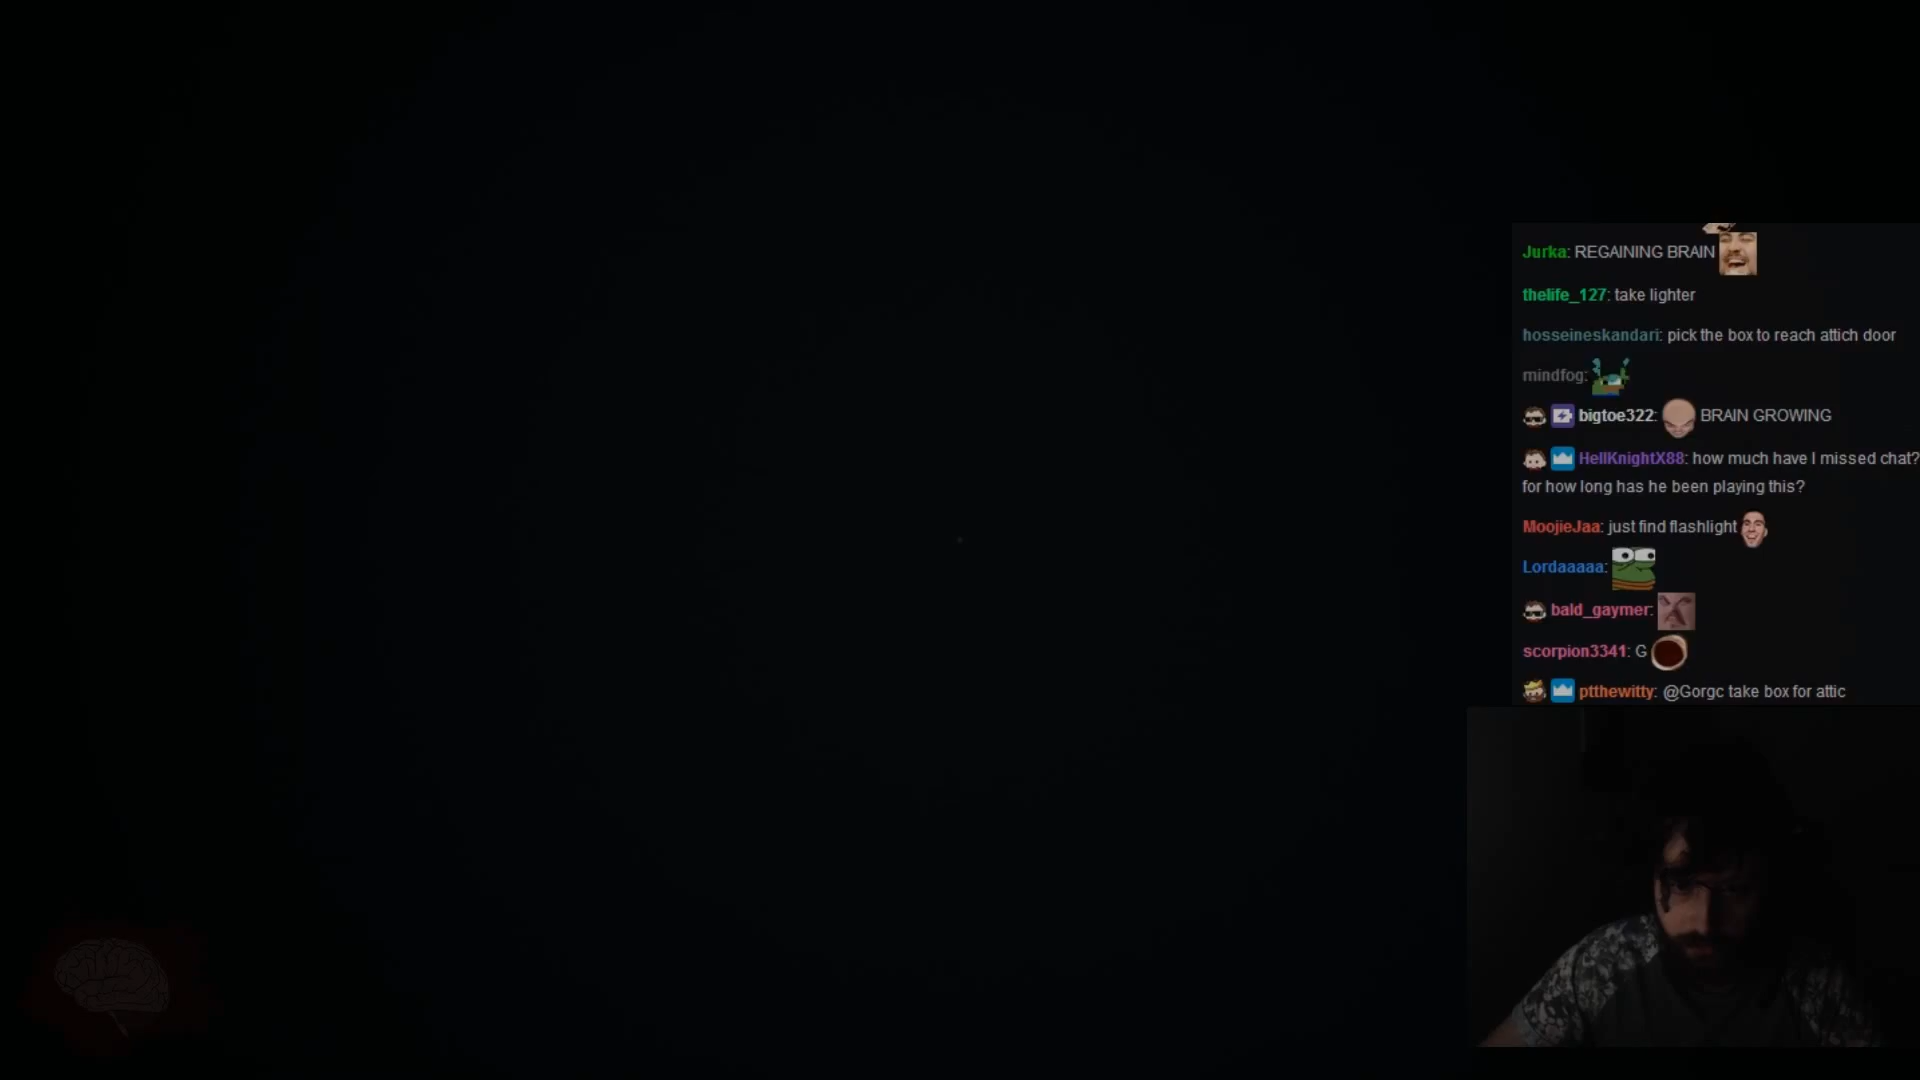 Jurka: REGAINING BRAIN
thelife_127: take lighter
hosseineskandari: pick the box to reach attich door
mindfog:
bigtoe322: BRAIN GROWING
HellKnightX88: how much have I missed chat?
for how long has he been playing this?
MoojieJaa: just find flashlight
Lordaaaaa:
bald_gaymer:
scorpion3341: G
ptthewitty: @Gorgc take box for attic